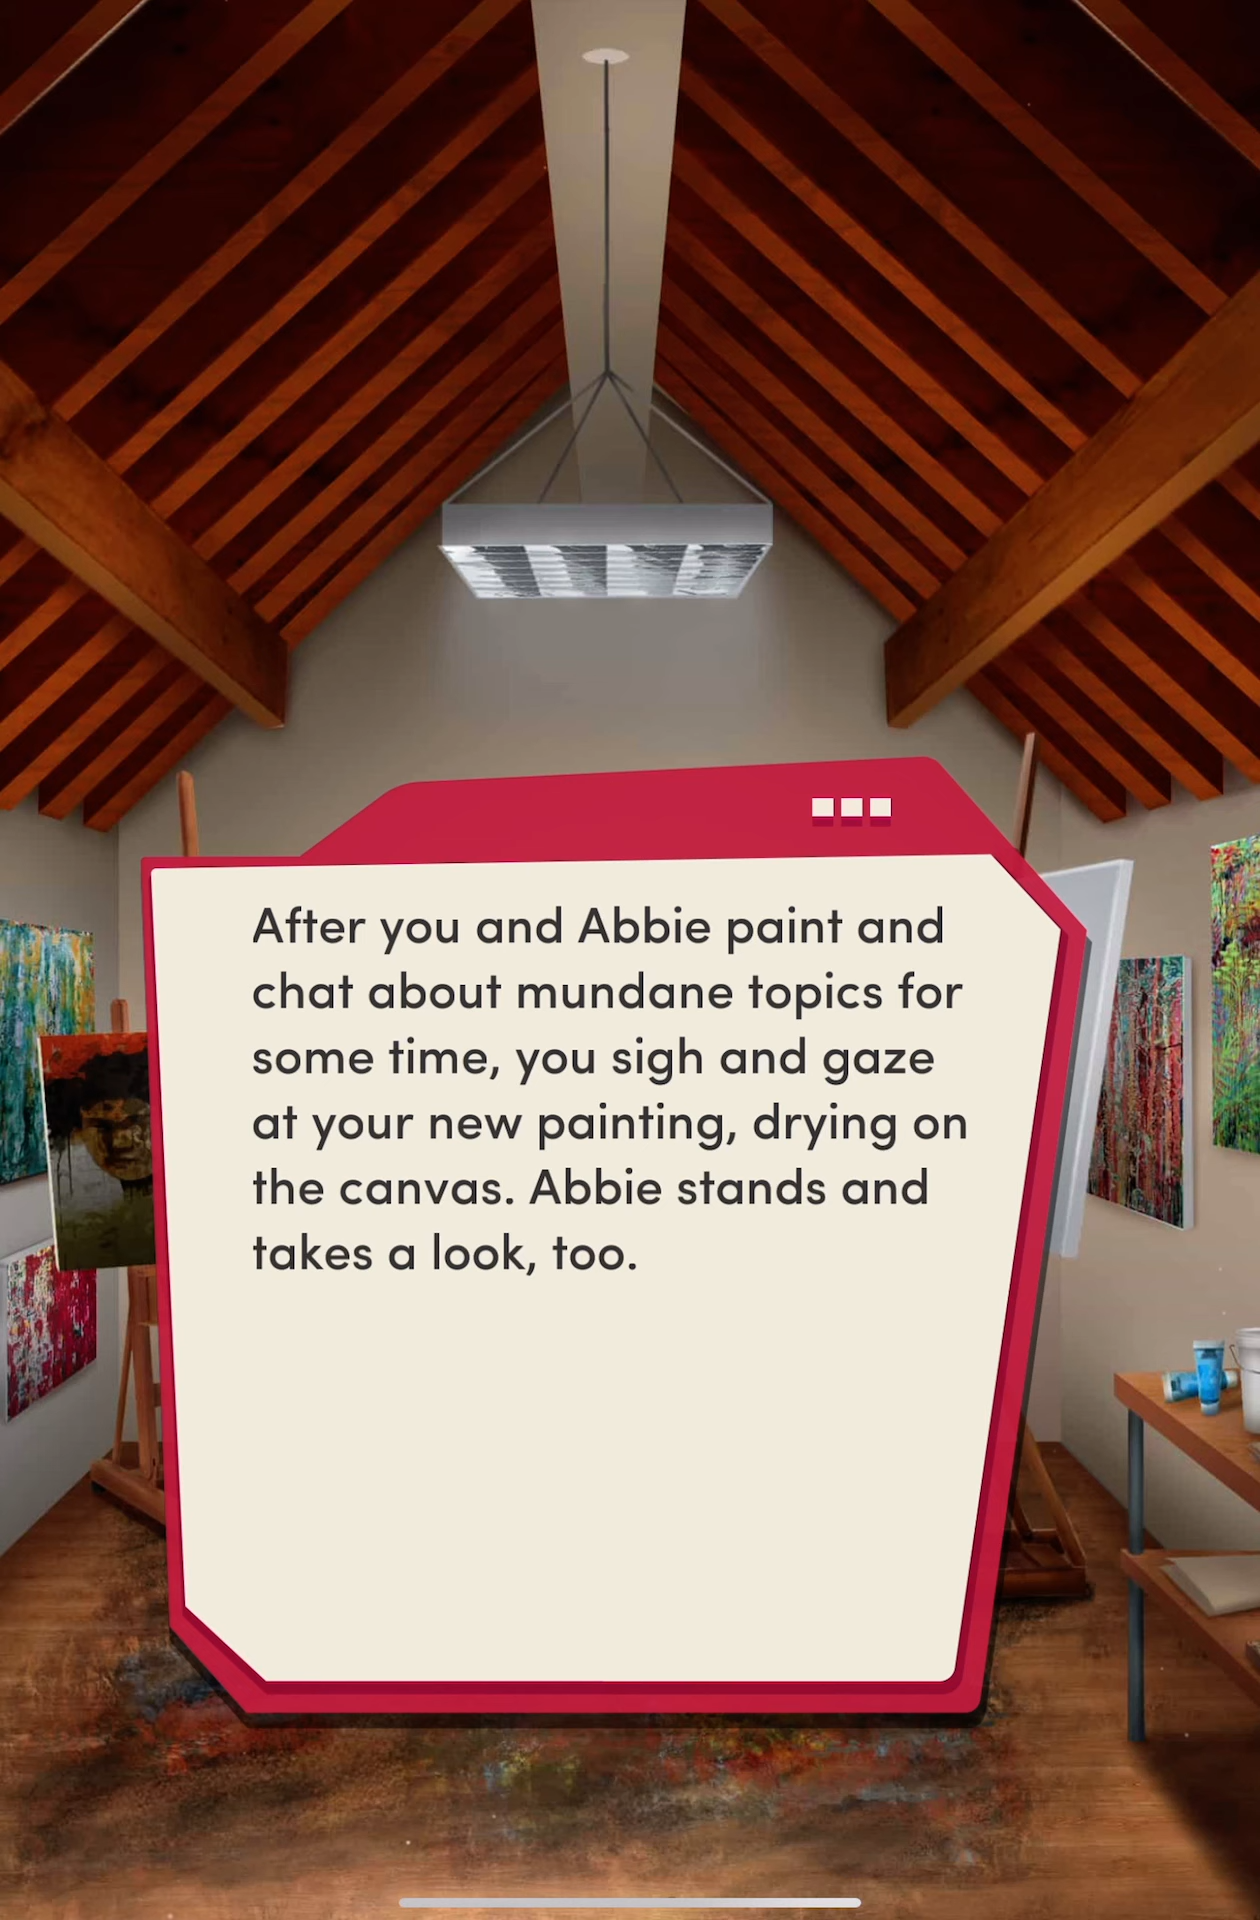 After you and Abbie paint and
chat about mundane topics for
some time, you sigh and gaze
at your new painting, drying on
the canvas. Abbie stands and
takes a look, too.